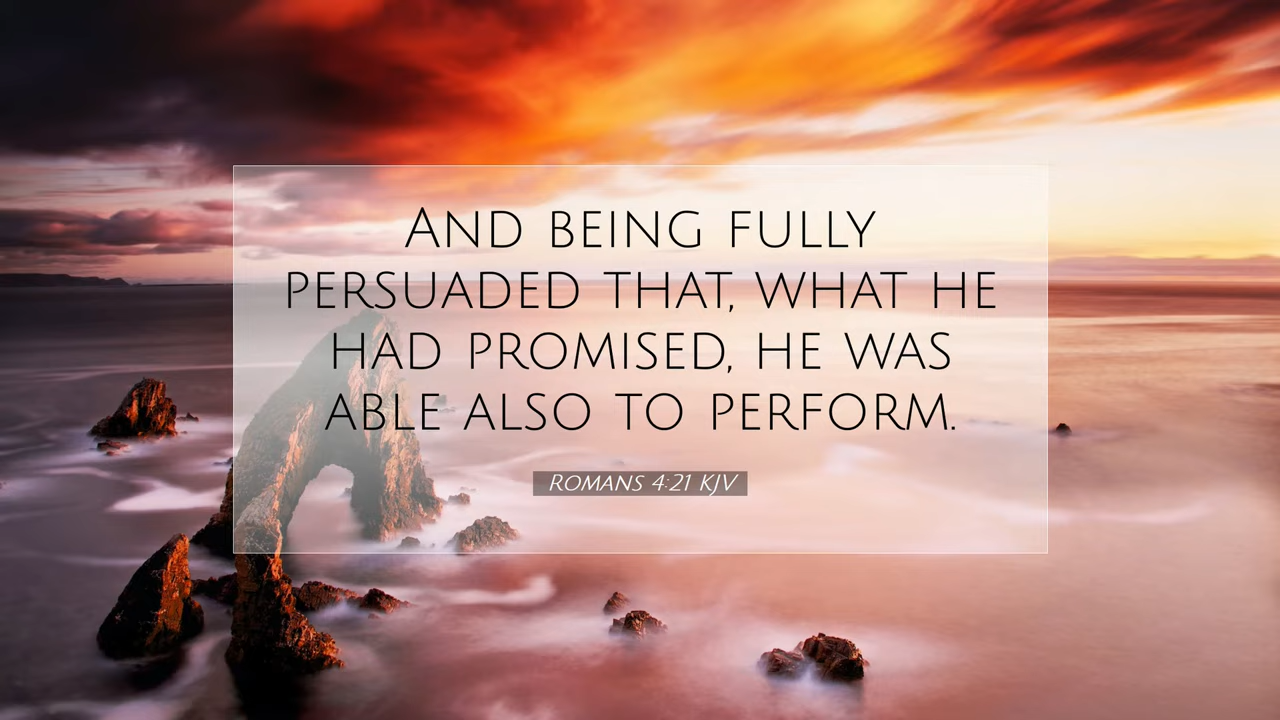 And being fully
persuaded that, what he
had promised, he was
able also to perform.
Romans 4:21 KJV